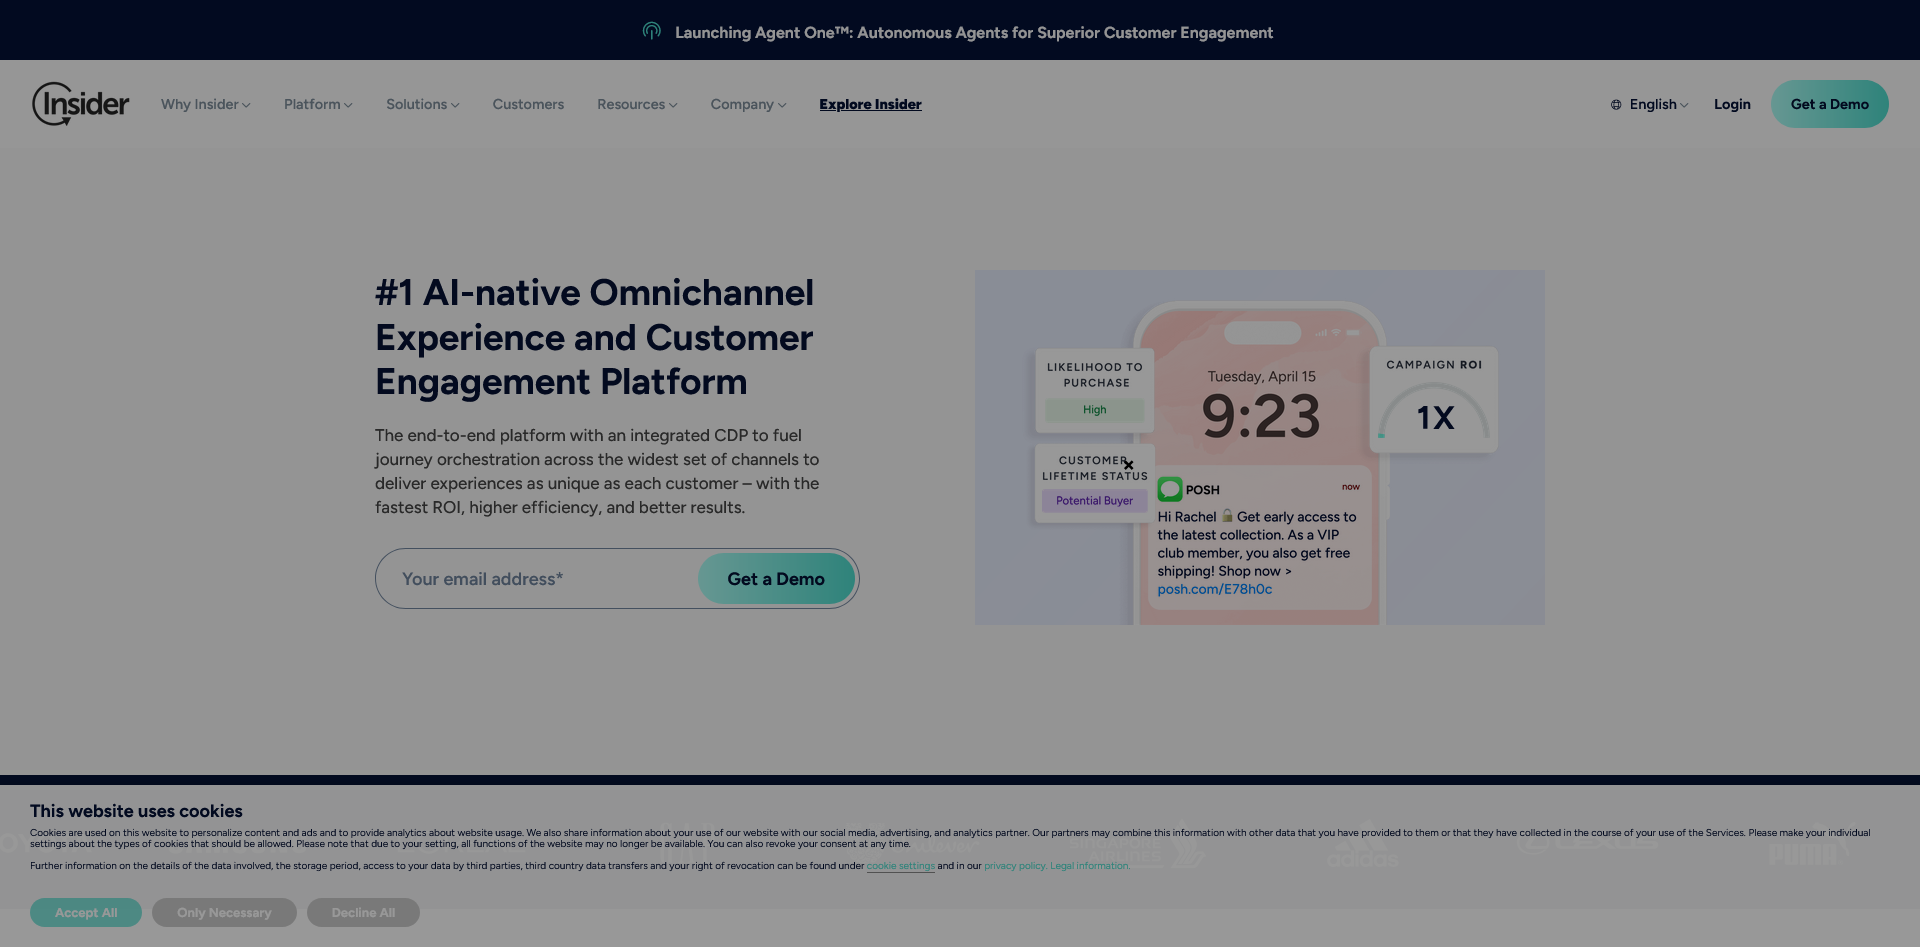 Launching Agent One™: Autonomous Agents for Superior Customer Engagement
Insider
Why Insider
Platform
Solutions
Customers
Resources
Company
Explore Insider
English
Login
Get a Demo
#1 AI-native Omnichannel
Experience and Customer
Engagement Platform
The end-to-end platform with an integrated CDP to fuel
journey orchestration across the widest set of channels to
deliver experiences as unique as each customer – with the
fastest ROI, higher efficiency, and better results.
Your email address*
Get a Demo
LIKELIHOOD TO
PURCHASE
High
CUSTOMER
LIFETIME STATUS
Potential Buyer
Tuesday, April 15
9:23
CAMPAIGN ROI
1X
POSH
now
Hi Rachel 🔓 Get early access to
the latest collection. As a VIP
club member, you also get free
shipping! Shop now >
posh.com/E78h0c
This website uses cookies
Cookies are used on this website to personalize content and ads and to provide analytics about website usage. We also share information about your use of our website with our social media, advertising, and analytics partner. Our partners may combine this information with other data that you have provided to them or that they have collected in the course of your use of the Services. Please make your individual
settings about the types of cookies that should be allowed. Please note that due to your setting, all functions of the website may no longer be available. You can also revoke your consent at any time.
Further information on the details of the data involved, the storage period, access to your data by third parties, third country data transfers and your right of revocation can be found under cookie settings and in our privacy policy. Legal information.
SINGAPORE
AIRLINES
adidas
LEXUS
PUMA
Accept All
Only Necessary
Decline All